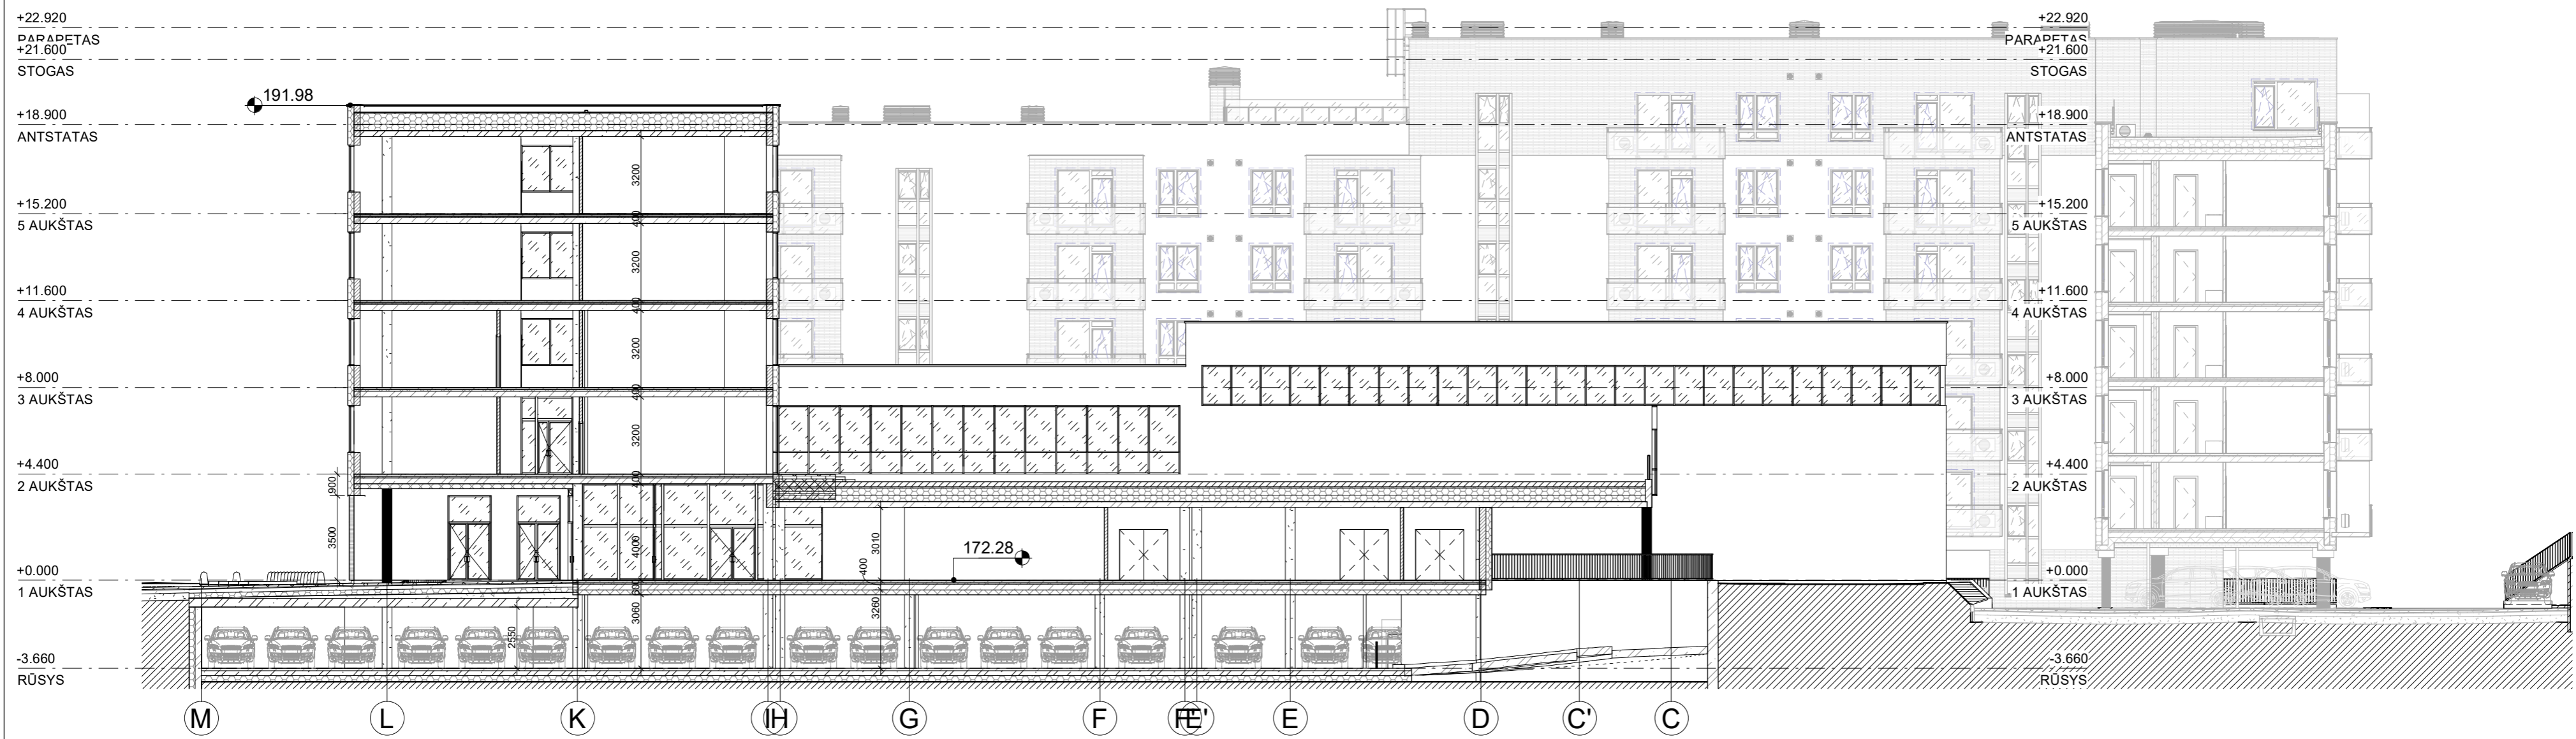 +22.920
PARAPETAS
+21.600
STOGAS
+18.900
ANTSTATAS
+15.200
5 AUKŠTAS
+11.600
4 AUKŠTAS
+8.000
3 AUKŠTAS
+4.400
2 AUKŠTAS
+0.000
1 AUKŠTAS
-3.660
RŪSYS
191.98
3200
400
3200
400
3200
400
3200
400
900
3500
4000
600
3060
2550
3010
400
3260
172.28
+22.920
PARAPETAS
+21.600
STOGAS
+18.900
ANTSTATAS
+15.200
5 AUKŠTAS
+11.600
4 AUKŠTAS
+8.000
3 AUKŠTAS
+4.400
2 AUKŠTAS
+0.000
1 AUKŠTAS
-3.660
RŪSYS
M L K I H G F F' E' E D C' C